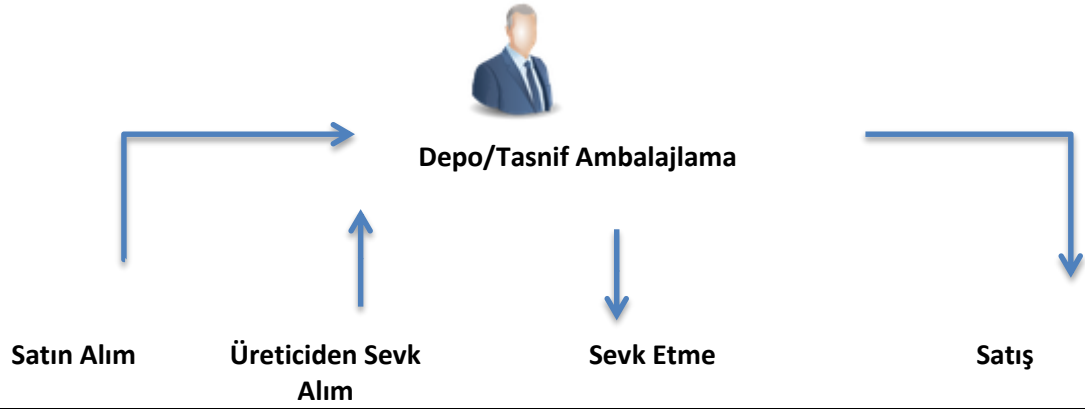 Depo/Tasnif Ambalajlama
Satın Alım
Üreticiden Sevk
Alım
Sevk Etme
Satış